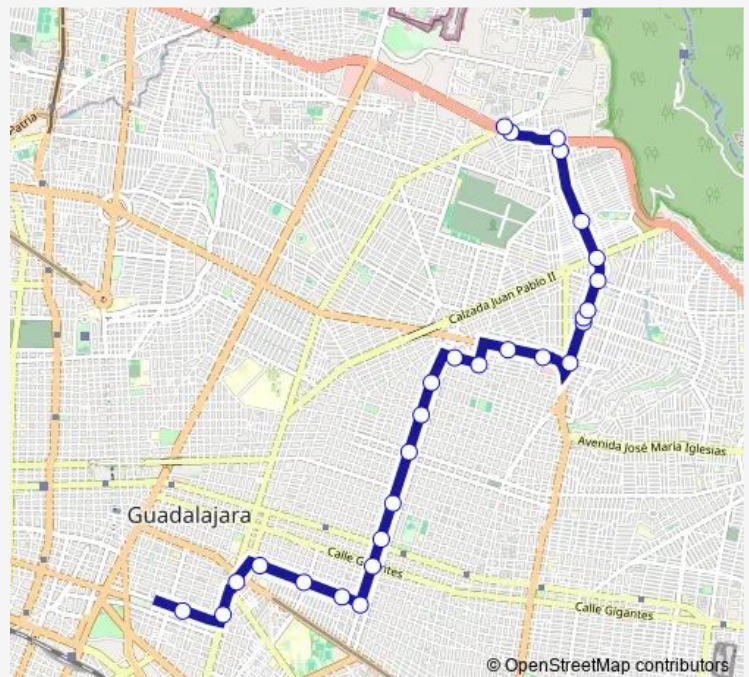 Patria
Calzada Juan Pablo II
Avenida José María Iglesias
Guadalajara
Calle Gigantes
Calle Gigantes
© OpenStreetMap contributors